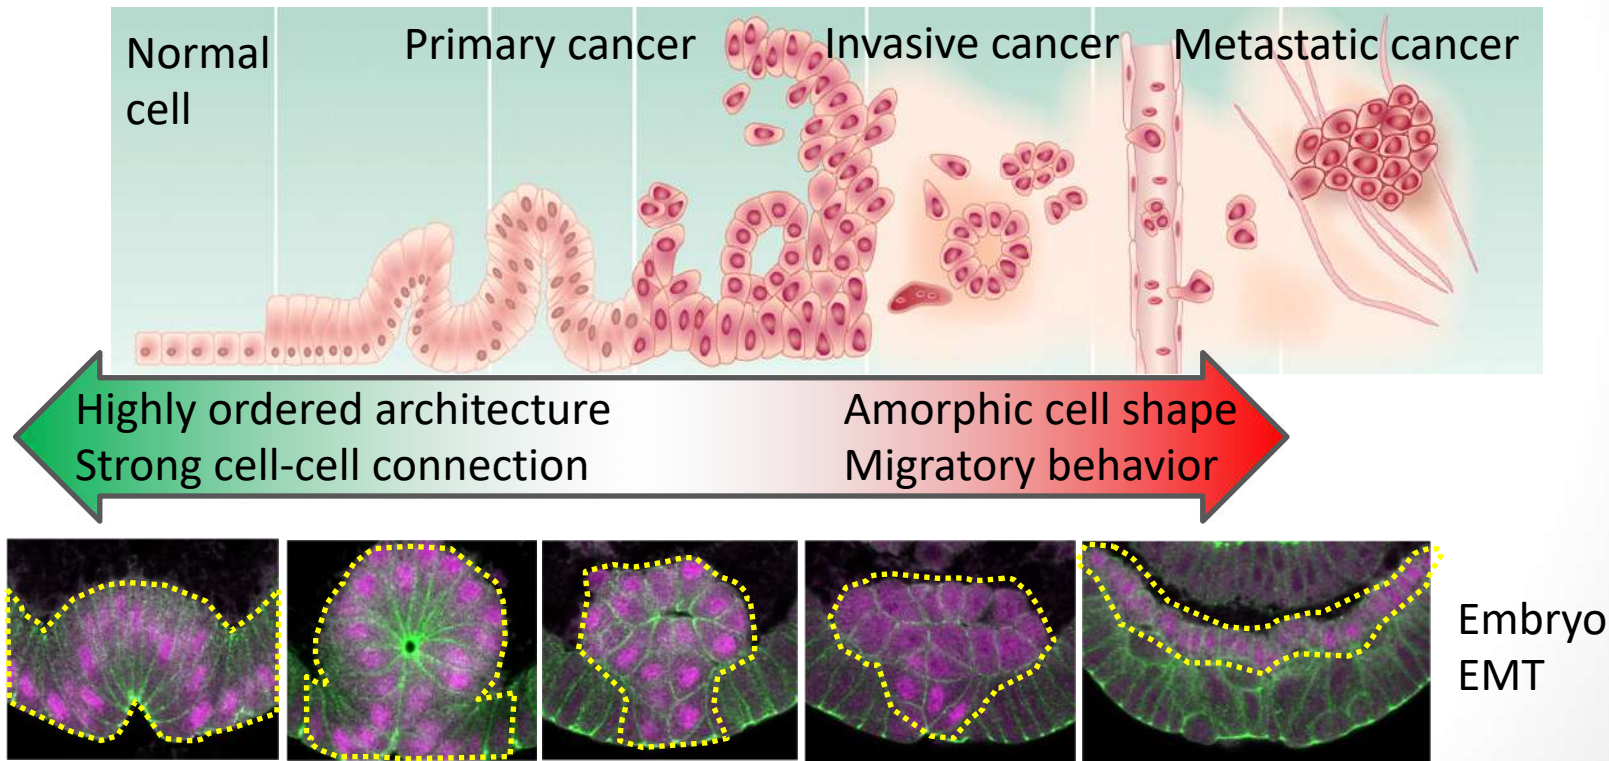 Normal
cell
Primary cancer
Invasive cancer
Metastatic cancer
Highly ordered architecture
Strong cell-cell connection
Amorphic cell shape
Migratory behavior
Embryo
EMT